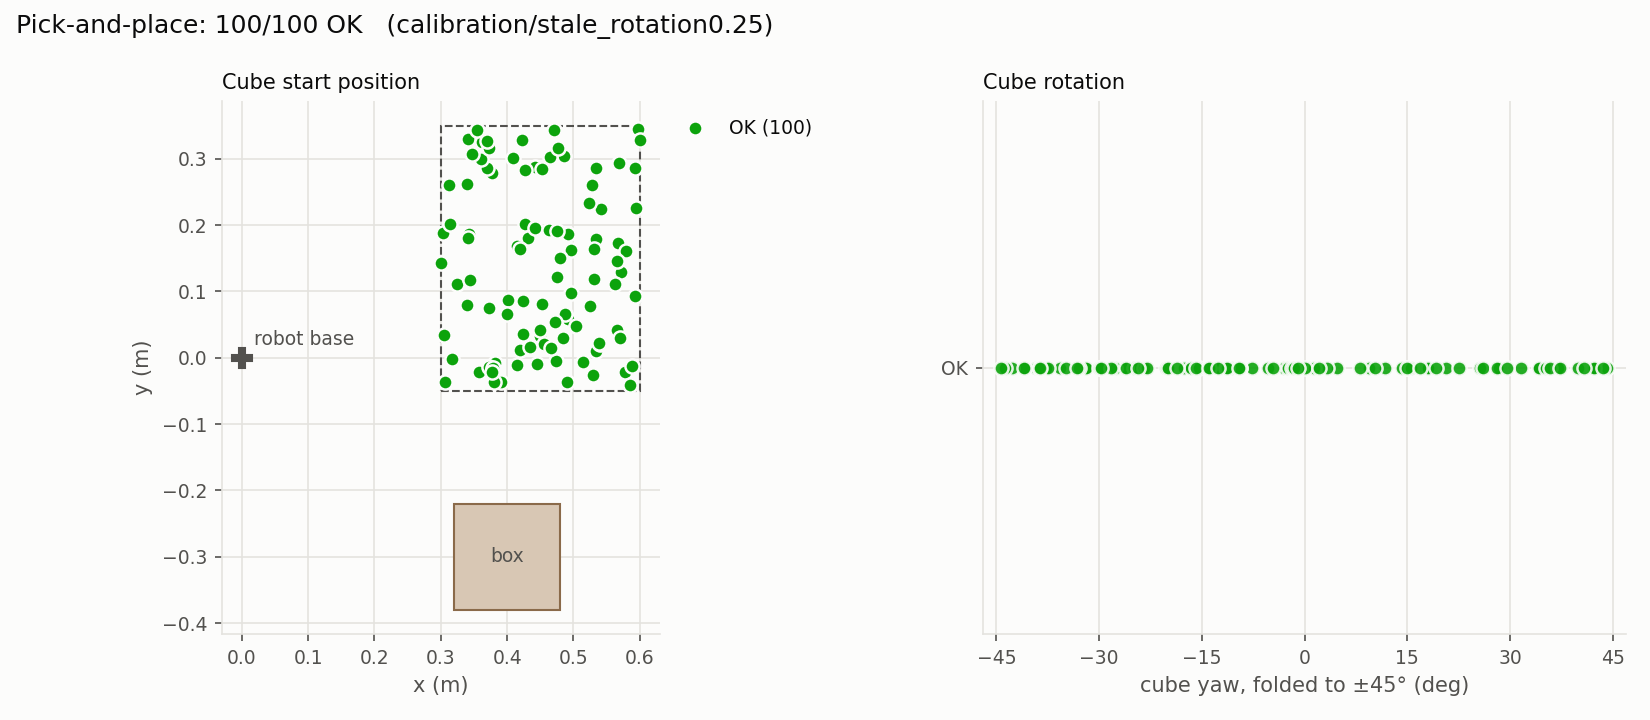 Pick-and-place: 100/100 OK (calibration/stale_rotation0.25)
Cube start position
Cube rotation
OK (100)
0.3
0.2
0.1
0.0
−0.1
−0.2
−0.3
−0.4
y (m)
robot base
box
0.0 0.1 0.2 0.3 0.4 0.5 0.6
x (m)
OK
−45 −30 −15 0 15 30 45
cube yaw, folded to ±45° (deg)